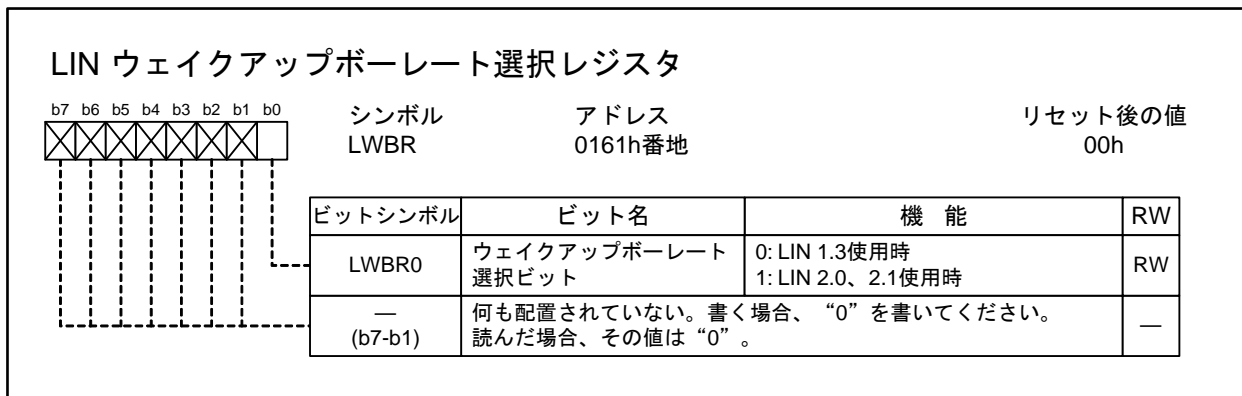 LIN ウェイクアップボーレート選択レジスタ
b7 b6 b5 b4 b3 b2 b1 b0
シンボル アドレス リセット後の値
LWBR 0161h番地 00h
ビットシンボル ビット名 機 能 RW
LWBR0 ウェイクアップボーレート選択ビット 0: LIN 1.3使用時 RW
1: LIN 2.0、2.1使用時
― 何も配置されていない。書く場合、“0”を書いてください。 ―
(b7-b1) 読んだ場合、その値は“0”。